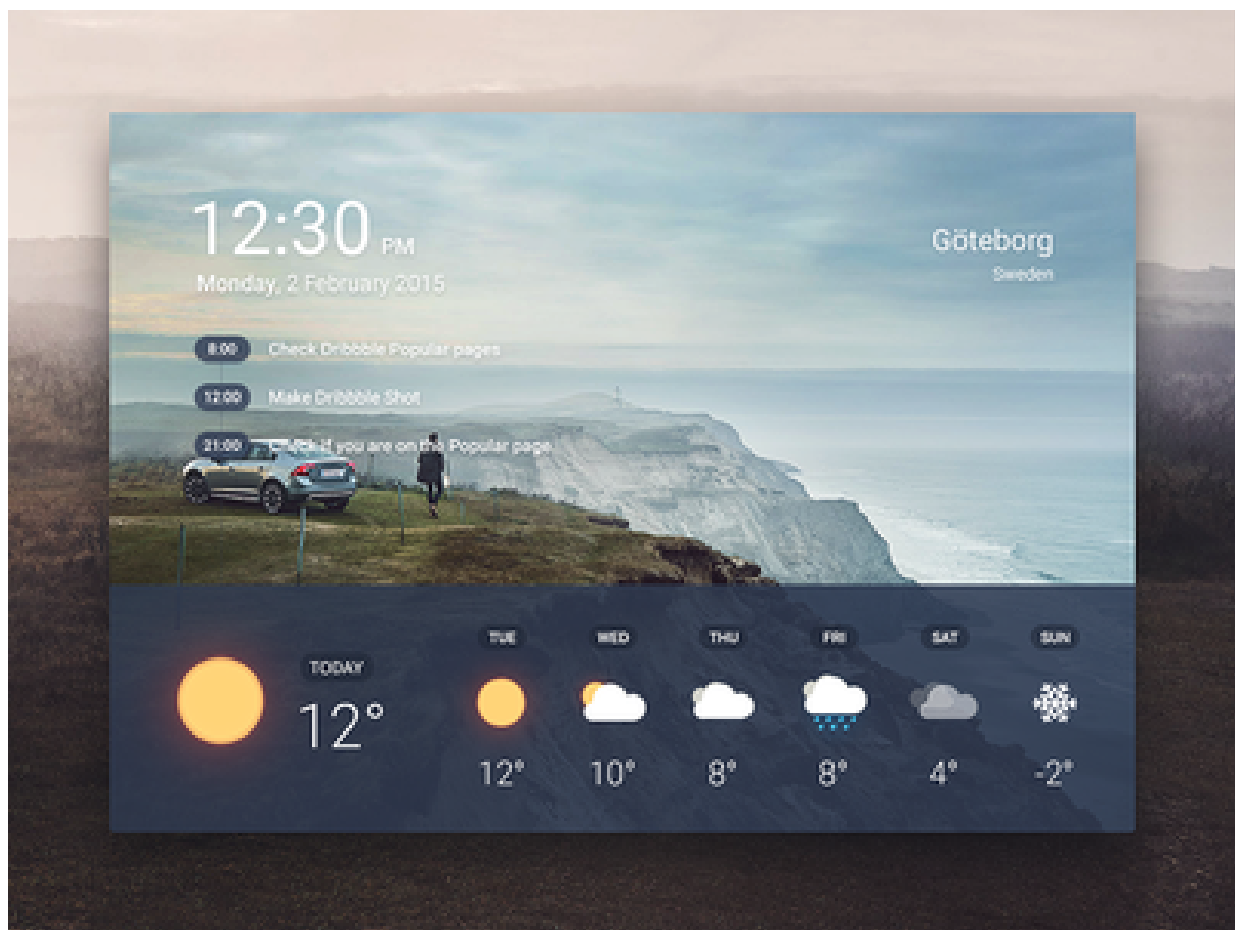 12:30 PM
Monday, 2 February 2015
Göteborg
Sweden
8:00 Check Dribbble Popular pages
12:00 Make Dribbble Shot
21:00 Check if you are on the Popular page
TODAY
12°
TUE WED THU FRI SAT SUN
12° 10° 8° 8° 4° -2°